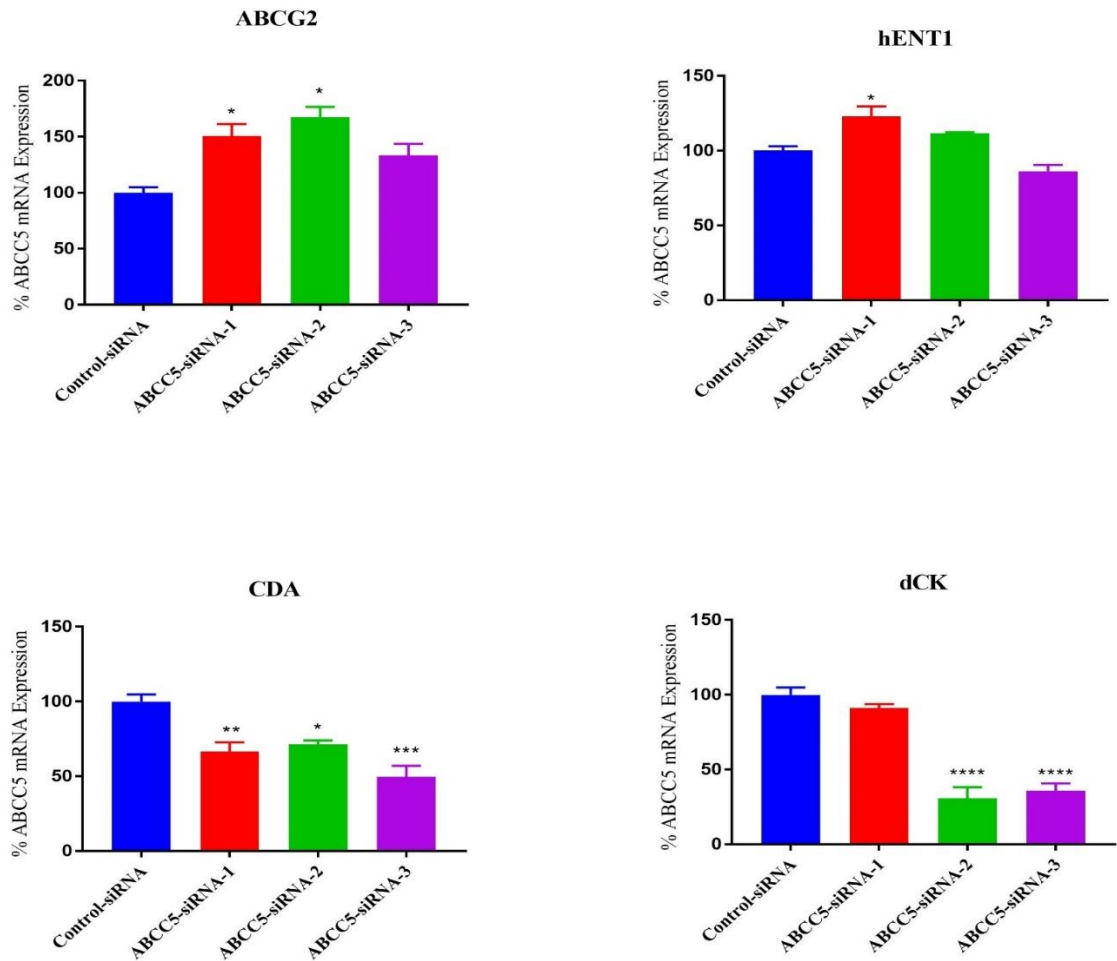 ABCG2
% ABCC5 mRNA Expression
200
150
100
50
0
*
*
Control-siRNA
ABCC5-siRNA-1
ABCC5-siRNA-2
ABCC5-siRNA-3
hENT1
% ABCC5 mRNA Expression
150
100
50
0
*
Control-siRNA
ABCC5-siRNA-1
ABCC5-siRNA-2
ABCC5-siRNA-3
CDA
% ABCC5 mRNA Expression
150
100
50
0
**
*
***
Control-siRNA
ABCC5-siRNA-1
ABCC5-siRNA-2
ABCC5-siRNA-3
dCK
% ABCC5 mRNA Expression
150
100
50
0
****
****
Control-siRNA
ABCC5-siRNA-1
ABCC5-siRNA-2
ABCC5-siRNA-3